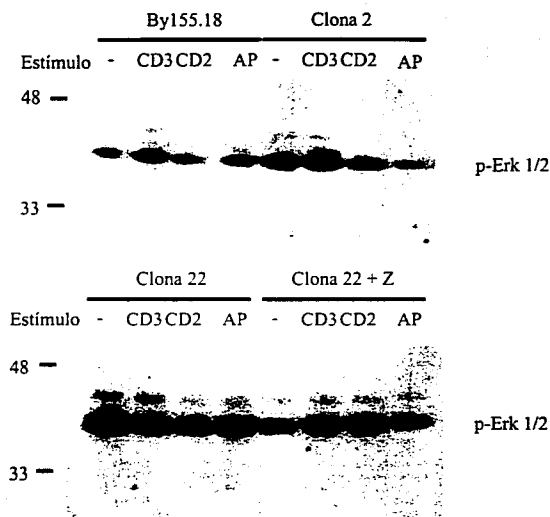 By155.18 Clona 2
Estímulo - CD3 CD2 AP - CD3 CD2 AP
48
p-Erk 1/2
33
Clona 22 Clona 22 + Z
Estímulo - CD3 CD2 AP - CD3 CD2 AP
48
p-Erk 1/2
33